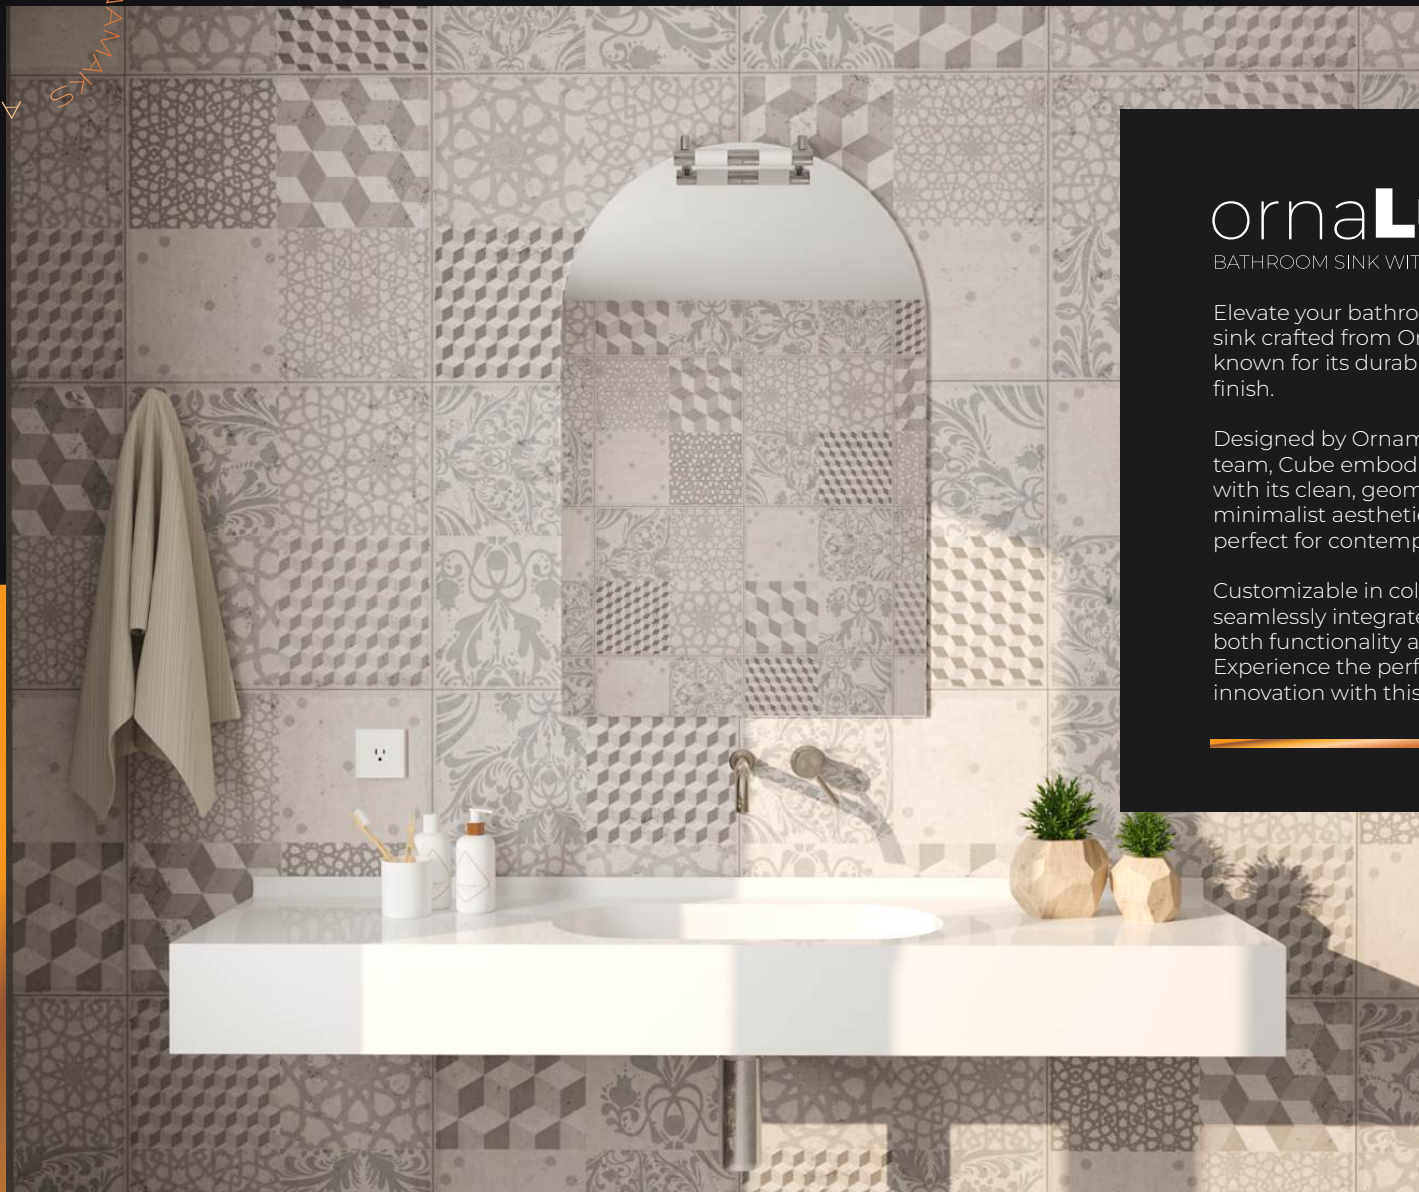 AMAKS
A
ornaL
BATHROOM SINK WIT
Elevate your bathro
sink crafted from Or
known for its durab
finish.
Designed by Ornam
team, Cube embod
with its clean, geom
minimalist aestheti
perfect for contemp
Customizable in col
seamlessly integrate
both functionality a
Experience the perf
innovation with this